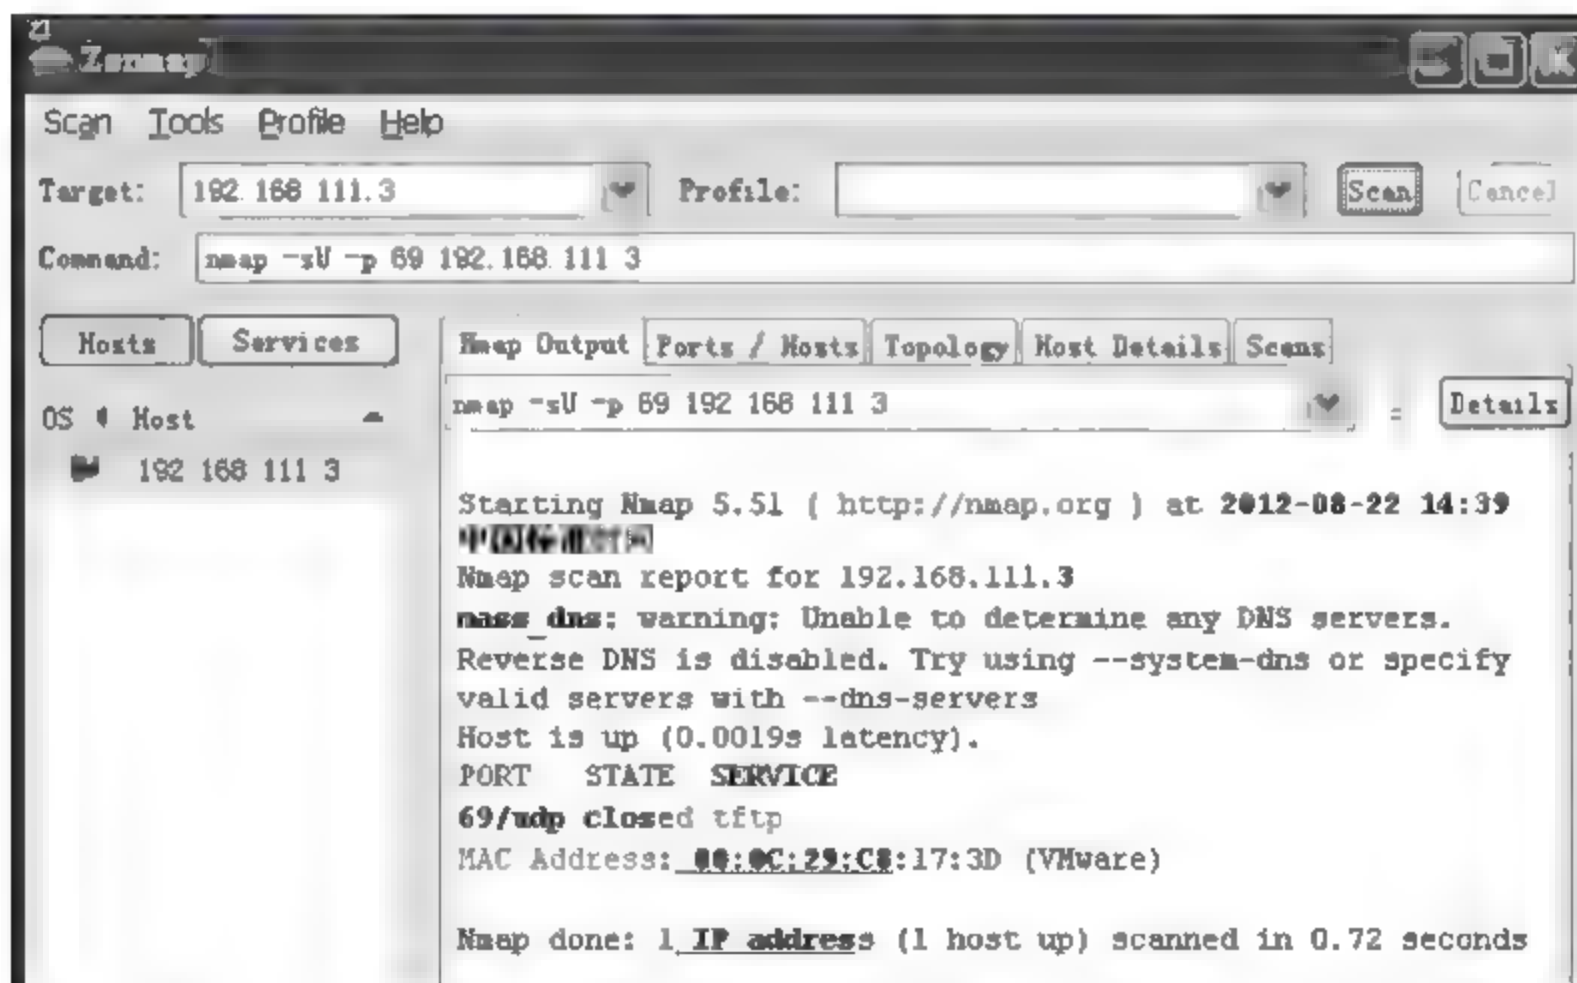 Zenmap
Scan Tools Profile Help
Target: 192.168.111.3 Profile: Scan Cancel
Command: nmap -sU -p 69 192.168.111.3
Hosts Services
Nmap Output Ports / Hosts Topology Host Details Scans
nmap -sU -p 69 192 168 111 3 Details
OS Host
192 168 111 3
Starting Nmap 5.51 ( http://nmap.org ) at 2012-08-22 14:39
中国标准时间
Nmap scan report for 192.168.111.3
mass_dns: warning: Unable to determine any DNS servers.
Reverse DNS is disabled. Try using --system-dns or specify
valid servers with --dns-servers
Host is up (0.0019s latency).
PORT STATE SERVICE
69/udp closed tftp
MAC Address: 00:0C:29:C8:17:3D (VMware)
Nmap done: 1 IP address (1 host up) scanned in 0.72 seconds